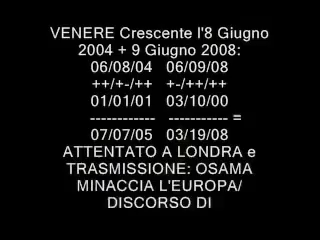 VENERE Crescente l'8 Giugno
2004 + 9 Giugno 2008:
06/08/04 06/09/08
++/+-/++ +-/++/++
01/01/01 03/10/00
------------ ----------- =
07/07/05 03/19/08
ATTENTATO A LONDRA e
TRASMISSIONE: OSAMA
MINACCIA L'EUROPA/
DISCORSO DI